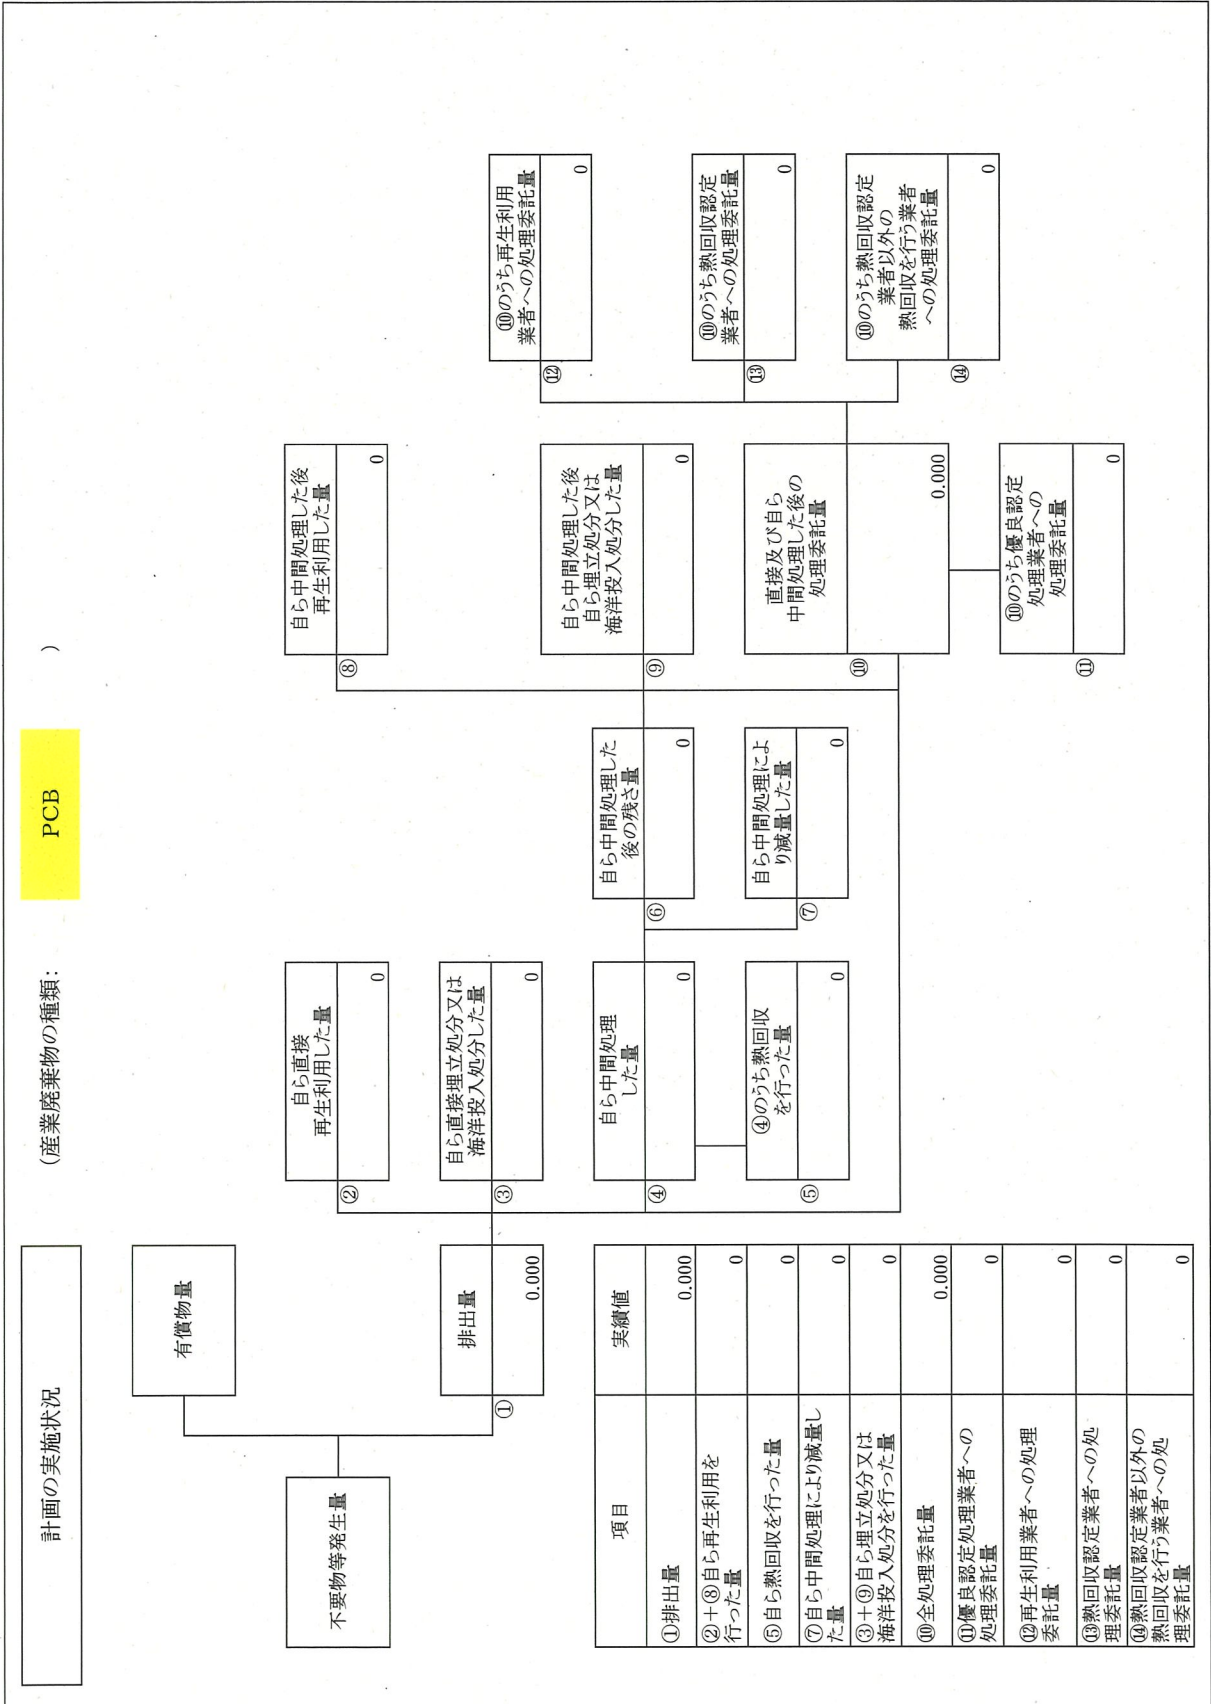 計画の実施状況
(産業廃棄物の種類:
PCB
)
不要物等発生量
有償物量
①
排出量
0.000
②
自ら直接
再生利用した量
0
③
自ら直接埋立処分又は
海洋投入処分した量
0
④
自ら中間処理
した量
0
⑤
④のうち熱回収
を行った量
0
⑥
自ら中間処理した
後の残さ量
0
⑦
自ら中間処理によ
り減量した量
0
⑧
自ら中間処理した後
再生利用した量
0
⑨
自ら中間処理した後
自ら埋立処分又は
海洋投入処分した量
0
⑩
直接及び自ら
中間処理した後の
処理委託量
0.000
⑪
⑩のうち優良認定
処理業者への
処理委託量
0
⑫
⑩のうち再生利用
業者への処理委託量
0
⑬
⑩のうち熱回収認定
業者への処理委託量
0
⑭
⑩のうち熱回収認定
業者以外の
熱回収を行う業者
への処理委託量
0
項目 実績値
①排出量 0.000
②+⑧自ら再生利用を
行った量 0
⑤自ら熱回収を行った量 0
⑦自ら中間処理により減量し
た量 0
③+⑨自ら埋立処分又は
海洋投入処分を行った量 0
⑩全処理委託量 0.000
⑪優良認定処理業者への
処理委託量 0
⑫再生利用業者への処理
委託量 0
⑬熱回収認定業者への処
理委託量 0
⑭熱回収認定業者以外の
熱回収を行う業者への処
理委託量 0